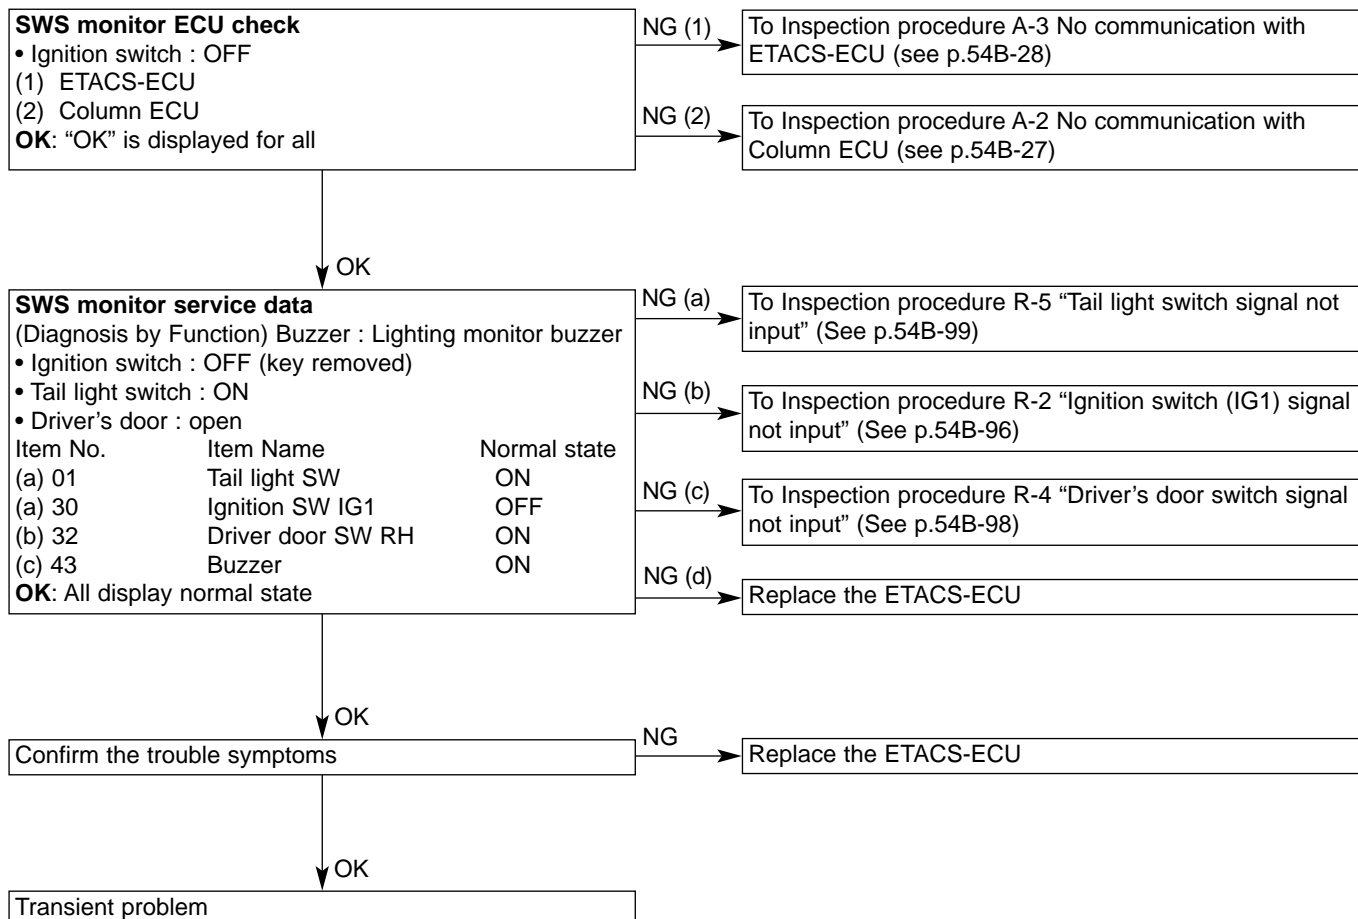 SWS monitor ECU check
• Ignition switch : OFF
(1) ETACS-ECU
(2) Column ECU
OK: “OK” is displayed for all
NG (1)
To Inspection procedure A-3 No communication with
ETACS-ECU (see p.54B-28)
NG (2)
To Inspection procedure A-2 No communication with
Column ECU (see p.54B-27)
OK
SWS monitor service data
(Diagnosis by Function) Buzzer : Lighting monitor buzzer
• Ignition switch : OFF (key removed)
• Tail light switch : ON
• Driver’s door : open
Item No. Item Name Normal state
(a) 01 Tail light SW ON
(a) 30 Ignition SW IG1 OFF
(b) 32 Driver door SW RH ON
(c) 43 Buzzer ON
OK: All display normal state
NG (a)
To Inspection procedure R-5 “Tail light switch signal not
input” (See p.54B-99)
NG (b)
To Inspection procedure R-2 “Ignition switch (IG1) signal
not input” (See p.54B-96)
NG (c)
To Inspection procedure R-4 “Driver’s door switch signal
not input” (See p.54B-98)
NG (d)
Replace the ETACS-ECU
OK
Confirm the trouble symptoms
NG
Replace the ETACS-ECU
OK
Transient problem